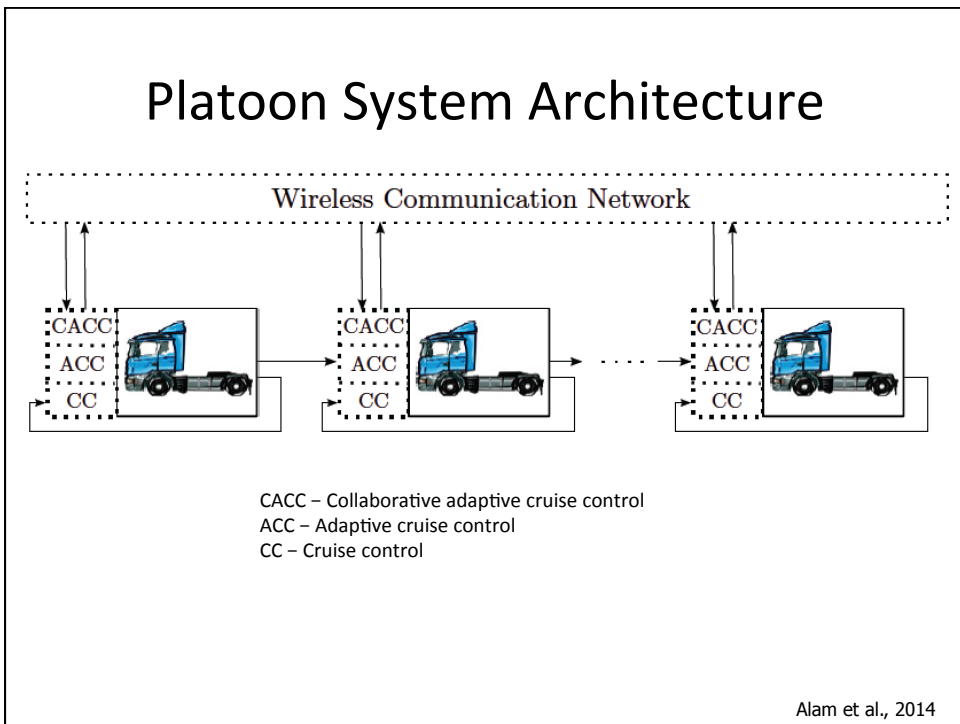 Platoon System Architecture
Wireless Communication Network
CACC CACC CACC
ACC ACC · · · · ACC
CC CC CC
CACC – Collaborative adaptive cruise control
ACC – Adaptive cruise control
CC – Cruise control
Alam et al., 2014